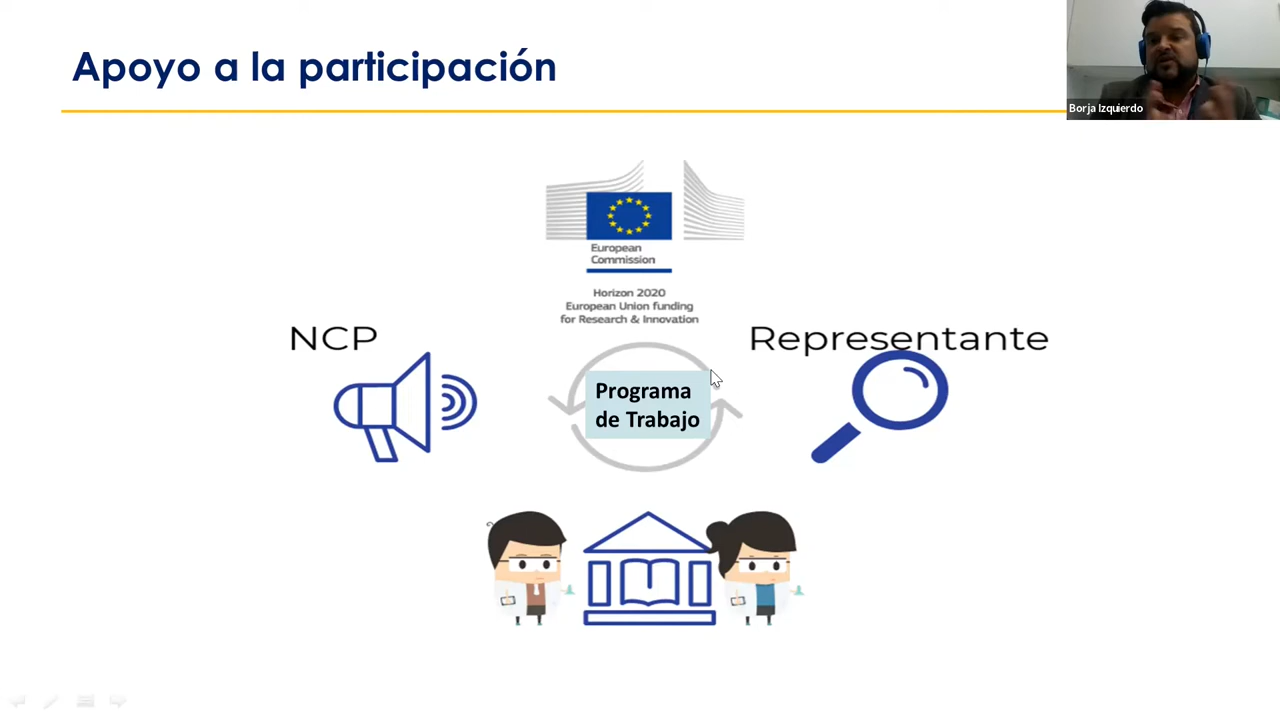 Apoyo a la participación
Borja Izquierdo
European
Commission
Horizon 2020
European Union funding
for Research & Innovation
NCP
Representante
Programa
de Trabajo